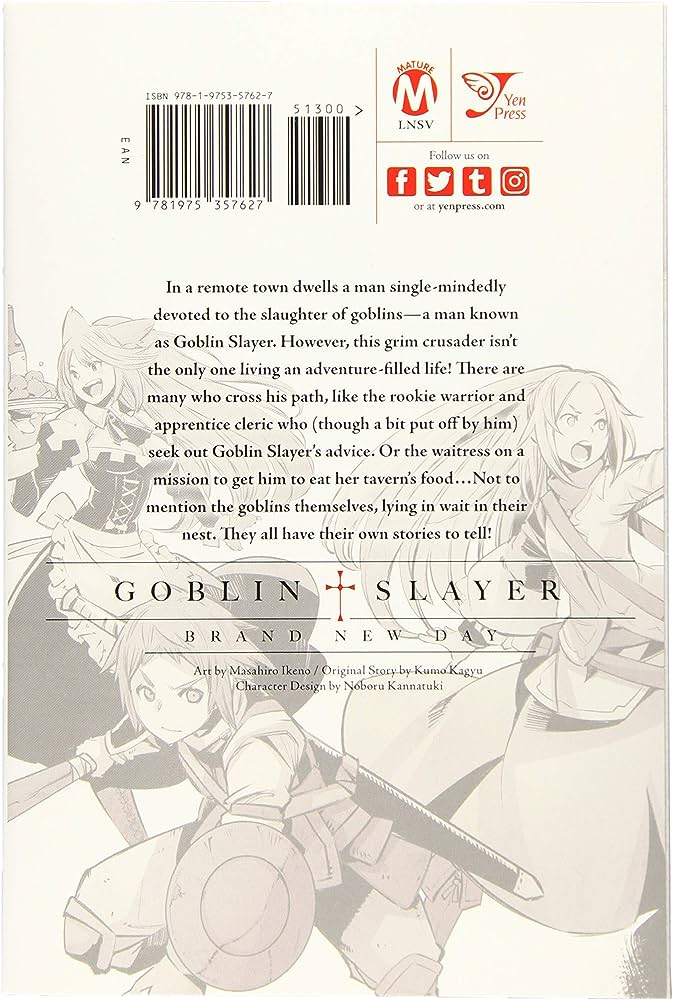 ISBN 978-1-9753-5762-7
51300 >
EAN
9 781975 357627
MATURE
M
LNSV
Yen
Press
Follow us on
f t
or at yenpress.com
In a remote town dwells a man single-mindedly
devoted to the slaughter of goblins—a man known
as Goblin Slayer. However, this grim crusader isn't
the only one living an adventure-filled life! There are
many who cross his path, like the rookie warrior and
apprentice cleric who (though a bit put off by him)
seek out Goblin Slayer's advice. Or the waitress on a
mission to get him to eat her tavern's food...Not to
mention the goblins themselves, lying in wait in their
nest. They all have their own stories to tell!
GOBLIN SLAYER
BRAND NEW DAY
Art by Masahiro Ikeno / Original Story by Kumo Kagyu
Character Design by Noboru Kannatuki